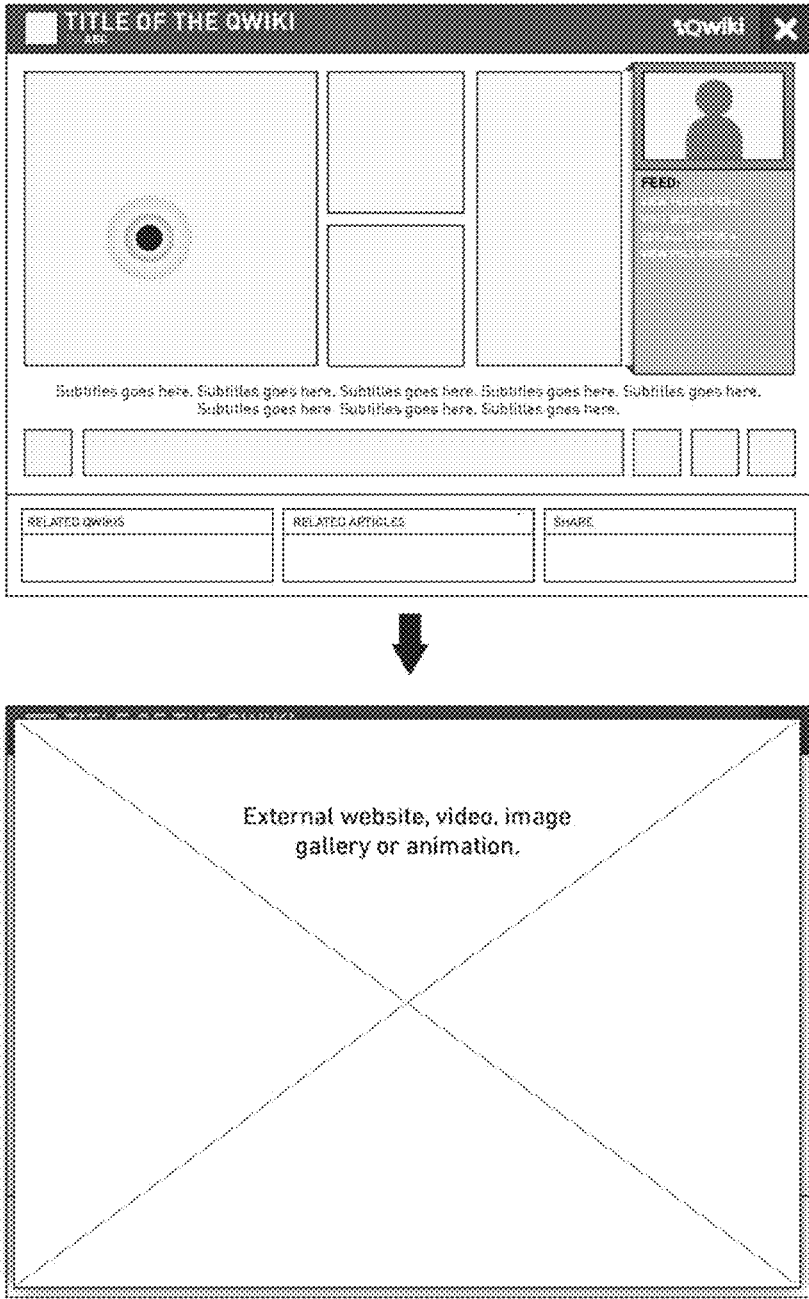 TITLE OF THE QWIKI
Qwiki
FEED:
Subtitles goes here. Subtitles goes here. Subtitles goes here. Subtitles goes here. Subtitles goes here.
Subtitles goes here. Subtitles goes here. Subtitles goes here.
RELATED QWIKIS
RELATED ARTICLES
SHARE
External website, video, image
gallery or animation.